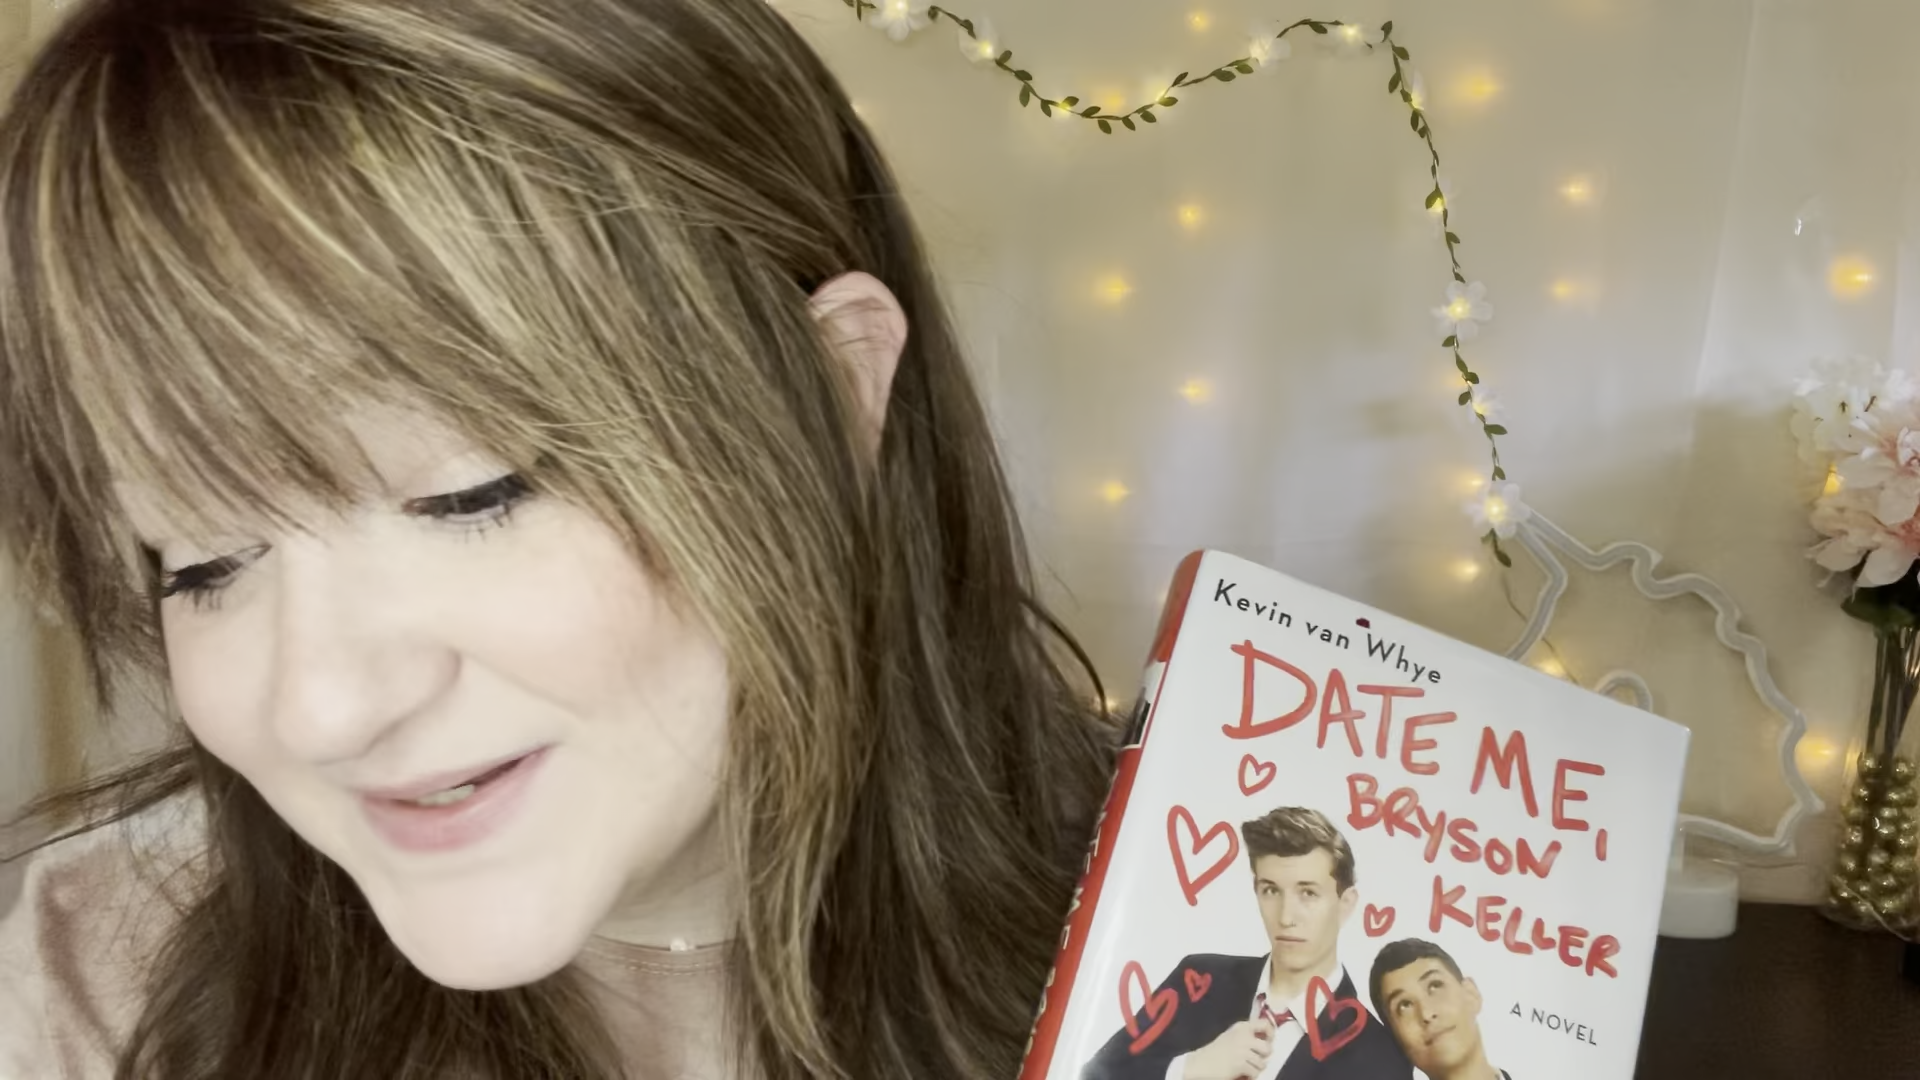 Kevin van Whye
DATE ME,
BRYSON
KELLER
A NOVEL